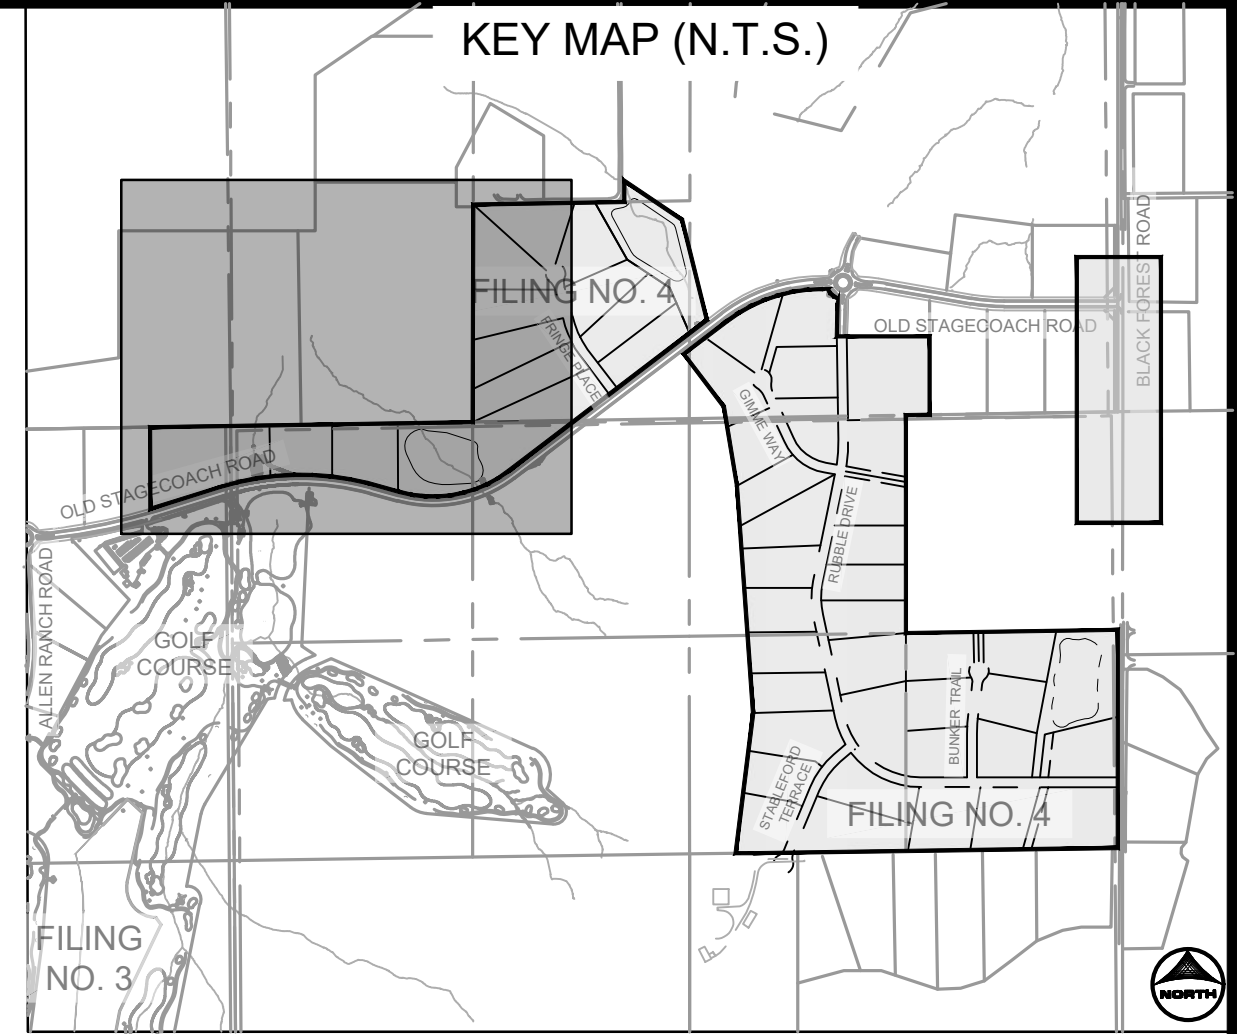 KEY MAP (N.T.S.)
BLACK FOREST ROAD
FILING NO. 4
OLD STAGECOACH ROAD
FRINGE PLACE
GIMME WAY
OLD STAGECOACH ROAD
RUBBLE DRIVE
ALLEN RANCH ROAD
GOLF
COURSE
BUNKER TRAIL
GOLF
COURSE
STABLEFORD
TERRACE
FILING NO. 4
FILING
NO. 3
NORTH